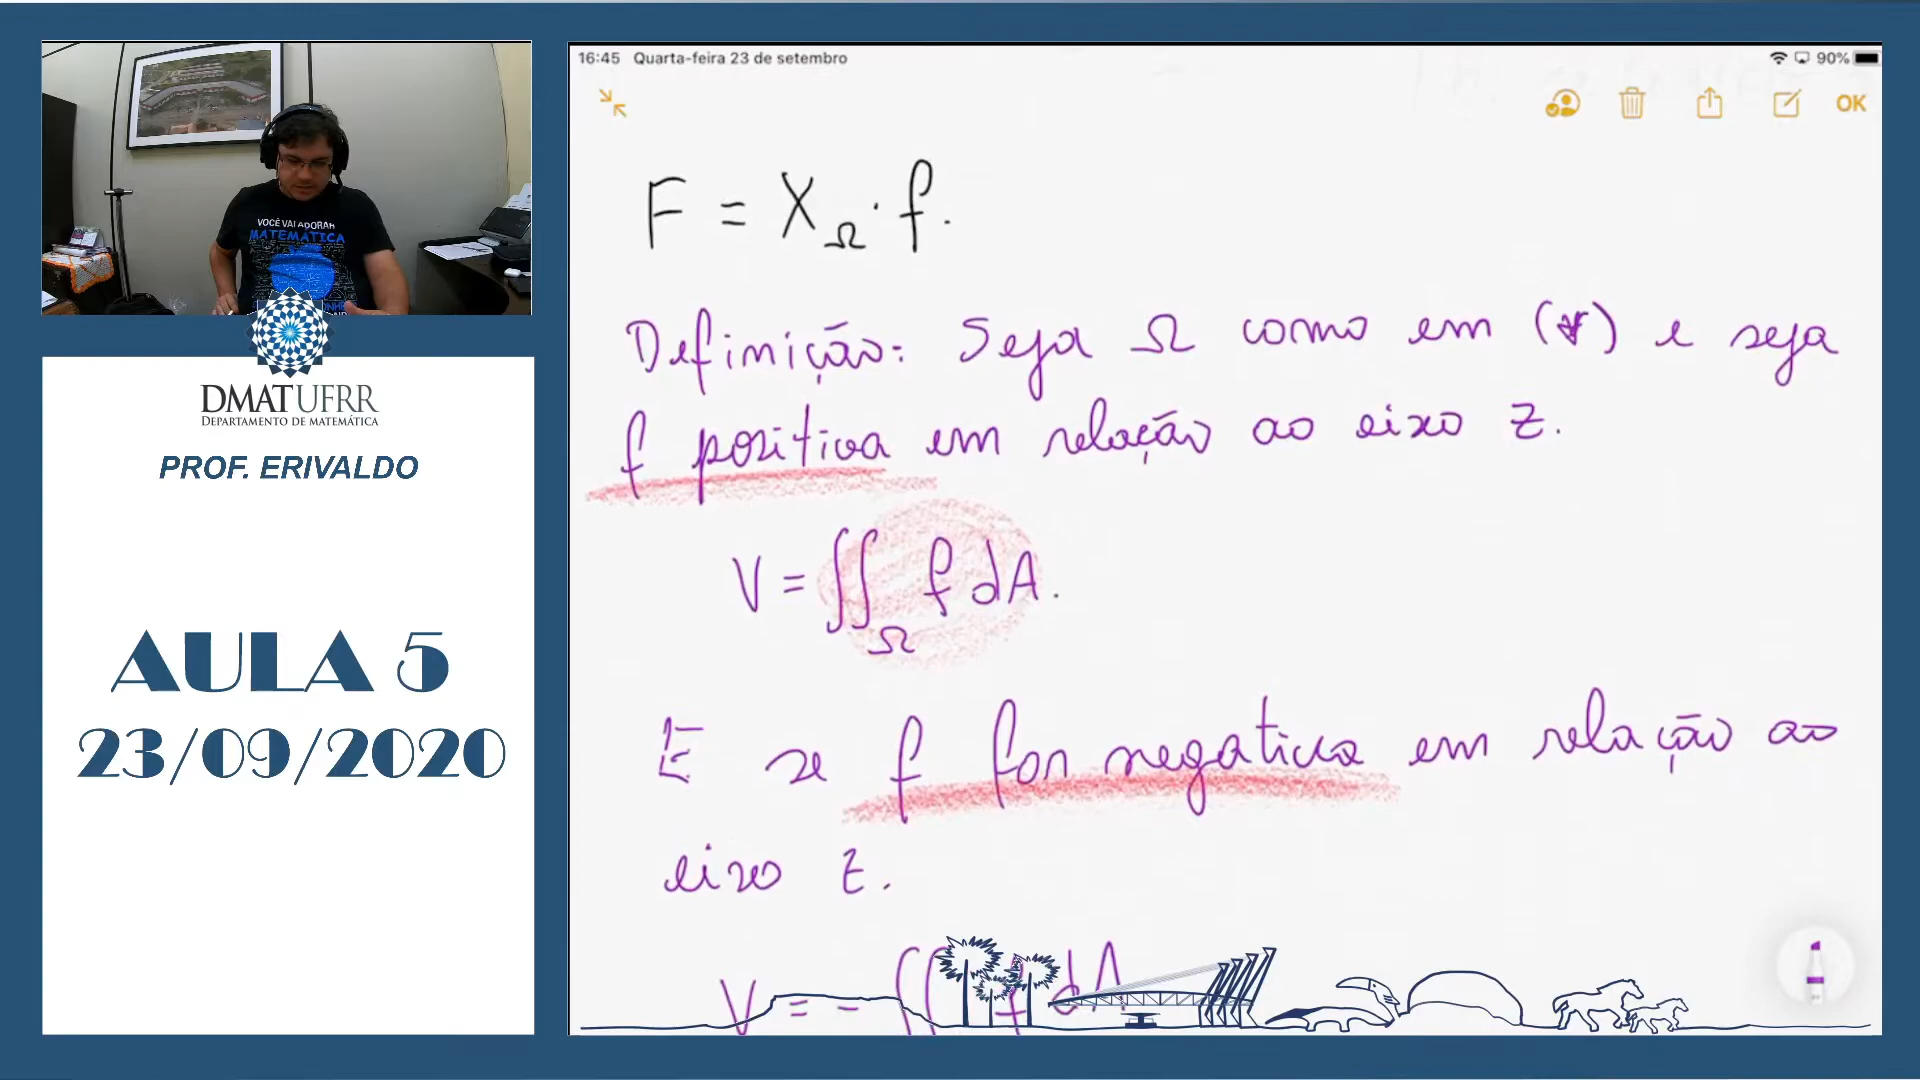 16:45 Quarta-feira 23 de setembro
90%
OK
VOCÊ VAI ADORAR
MATEMÁTICA
DMATUFRR
DEPARTAMENTO DE MATEMÁTICA
PROF. ERIVALDO
AULA 5
23/09/2020
F = X_Ω · f.
Definição: Seja Ω como em (*) e seja
f positiva em relação ao eixo z.
V = ∬_Ω f dA.
E se f for negativa em relação ao
eixo z.
V = - ∬ f dA